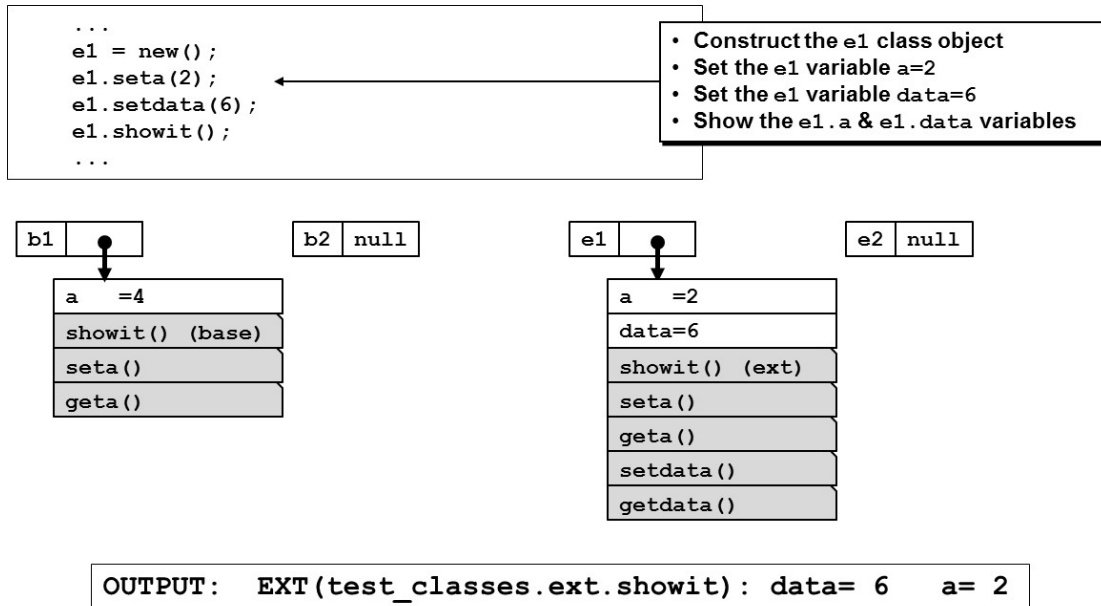 ...
e1 = new();
e1.seta(2);
e1.setdata(6);
e1.showit();
...
• Construct the e1 class object
• Set the e1 variable a=2
• Set the e1 variable data=6
• Show the e1.a & e1.data variables
b1
b2 null
e1
e2 null
a =4
showit() (base)
seta()
geta()
a =2
data=6
showit() (ext)
seta()
geta()
setdata()
getdata()
OUTPUT: EXT(test_classes.ext.showit): data= 6 a= 2